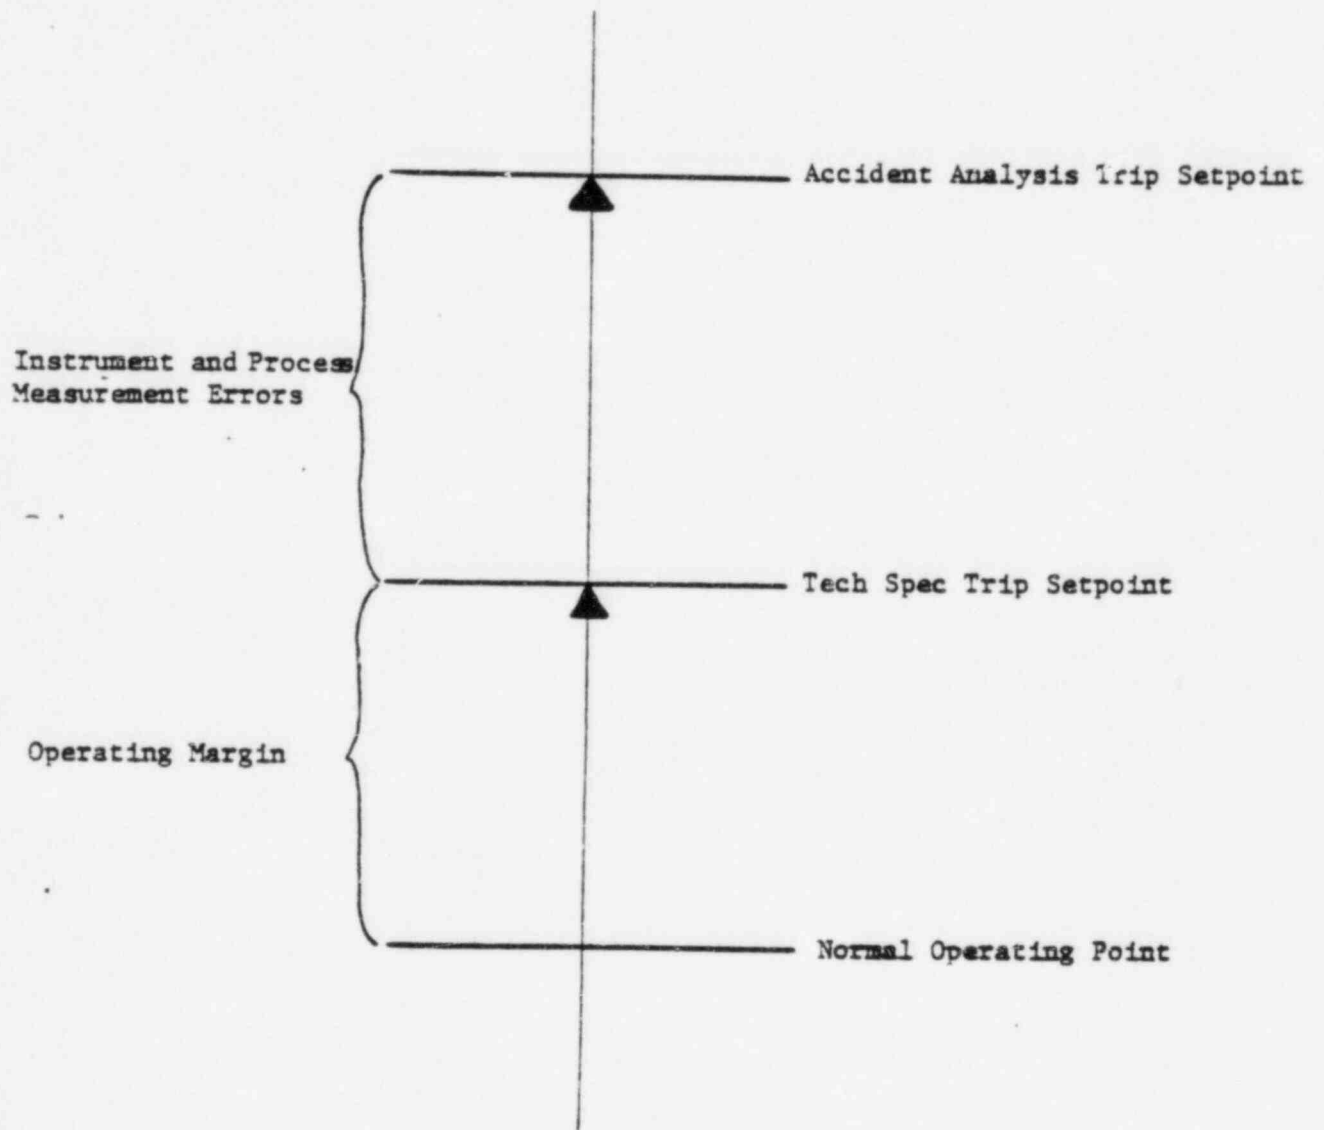 Accident Analysis Trip Setpoint
Instrument and Process
Measurement Errors
Tech Spec Trip Setpoint
Operating Margin
Normal Operating Point